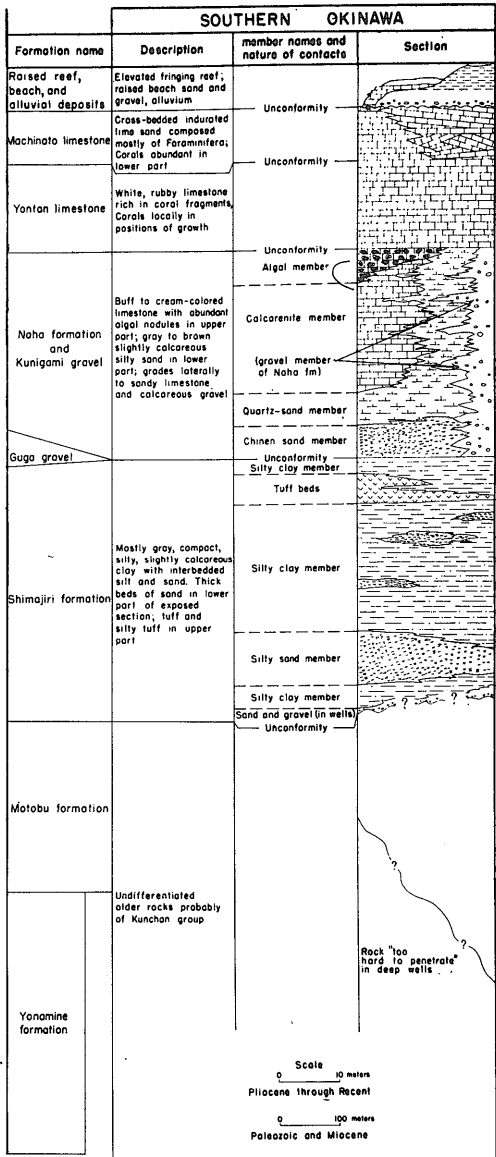 SOUTHERN OKINAWA
Formation name
Description
member names and
nature of contacts
Section
Raised reef,
beach, and
alluvial deposits
Elevated fringing reef;
raised beach sand and
gravel, alluvium
Unconformity
Machinato limestone
Cross-bedded indurated
lime sand composed
mostly of Foraminifera;
Corals abundant in
lower part
Unconformity
Yontan limestone
White, rubby limestone
rich in coral fragments,
Corals locally in
positions of growth
Unconformity
Naha formation
and
Kunigami gravel
Buff to cream-colored
limestone with abundant
algal nodules in upper
part; gray to brown
slightly calcareous
silty sand in lower
part; grades laterally
to sandy limestone
and calcareous gravel
Algal member
Calcarenite member
(gravel member
of Naha fm)
Quartz-sand member
Chinen sand member
Guga gravel
Unconformity
Shimajiri formation
Mostly gray, compact,
silty, slightly calcareous
clay with interbedded
silt and sand. Thick
beds of sand in lower
part of exposed
section; tuff and
silty tuff in upper
part
Silty clay member
Tuff beds
Silty clay member
Silty sand member
Silty clay member
? ? ?
Sand and gravel (in wells)
Unconformity
Motobu formation
Undifferentiated
older rocks probably
of Kunchan group
?
?
Rock "too
hard to penetrate"
in deep wells
Yonamine
formation
Scale
0 10 meters
Pliocene through Recent
0 100 meters
Paleozoic and Miocene